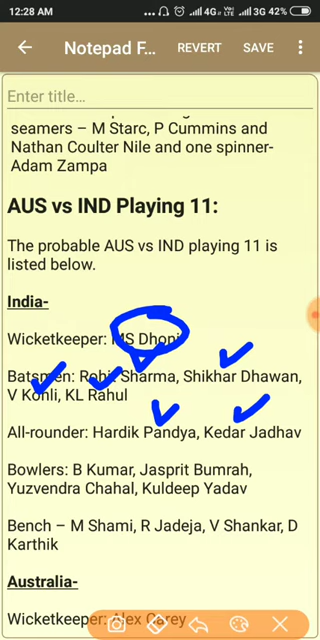 12:28 AM ... 4G VoLTE 3G 42%
Notepad F... REVERT SAVE
Enter title...
seamers – M Starc, P Cummins and
Nathan Coulter Nile and one spinner-
Adam Zampa
AUS vs IND Playing 11:
The probable AUS vs IND playing 11 is
listed below.
India-
Wicketkeeper: MS Dhoni
Batsmen: Rohit Sharma, Shikhar Dhawan,
V Kohli, KL Rahul
All-rounder: Hardik Pandya, Kedar Jadhav
Bowlers: B Kumar, Jasprit Bumrah,
Yuzvendra Chahal, Kuldeep Yadav
Bench – M Shami, R Jadeja, V Shankar, D
Karthik
Australia-
Wicketkeeper: Alex Carey